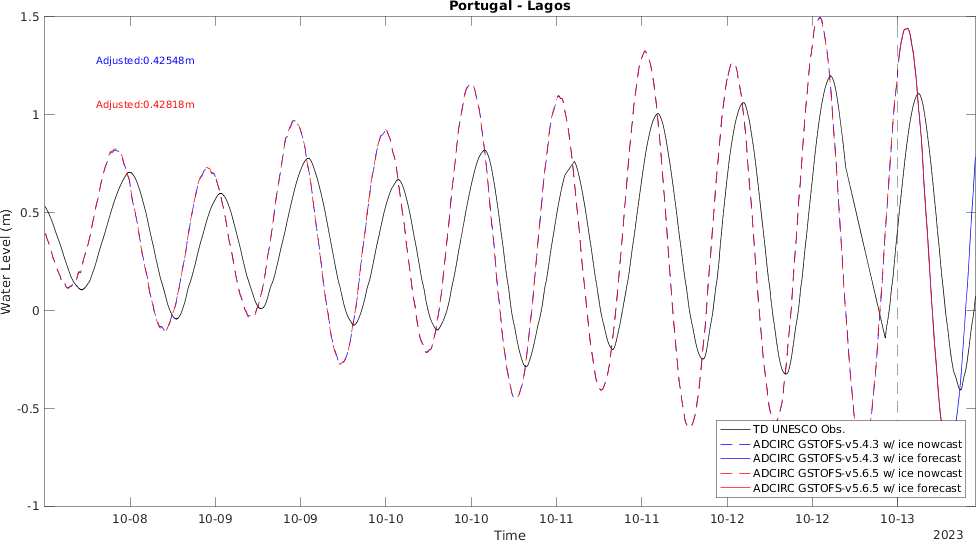 Portugal - Lagos
Adjusted:0.42548m
Adjusted:0.42818m
Water Level (m)
1.5
1
0.5
0
-0.5
-1
TD UNESCO Obs.
ADCIRC GSTOFS-v5.4.3 w/ ice nowcast
ADCIRC GSTOFS-v5.4.3 w/ ice forecast
ADCIRC GSTOFS-v5.6.5 w/ ice nowcast
ADCIRC GSTOFS-v5.6.5 w/ ice forecast
10-08 10-09 10-09 10-10 10-10 10-11 10-11 10-12 10-12 10-13
Time
2023